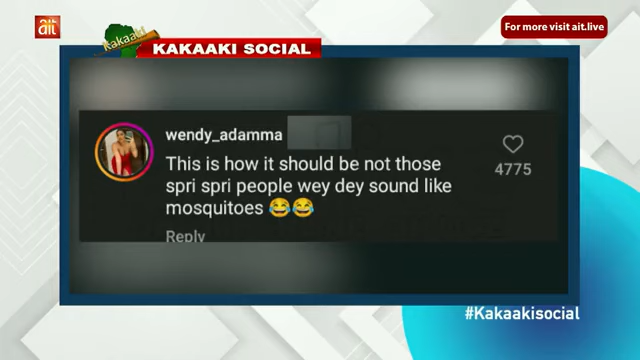 ait
For more visit ait.live
Kakaaki
KAKAAKI SOCIAL
wendy_adamma
This is how it should be not those
spri spri people wey dey sound like
mosquitoes 😂😂
4775
Reply
#Kakaakisocial